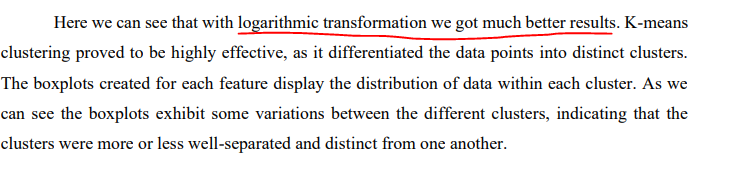 Here we can see that with logarithmic transformation we got much better results. K-means
clustering proved to be highly effective, as it differentiated the data points into distinct clusters.
The boxplots created for each feature display the distribution of data within each cluster. As we
can see the boxplots exhibit some variations between the different clusters, indicating that the
clusters were more or less well-separated and distinct from one another.